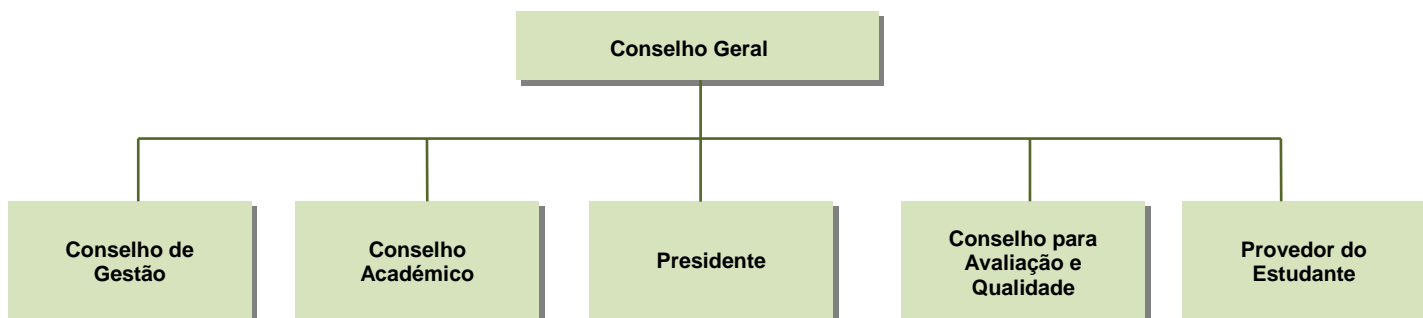 Conselho Geral
Conselho de
Gestão
Conselho
Académico
Presidente
Conselho para
Avaliação e
Qualidade
Provedor do
Estudante